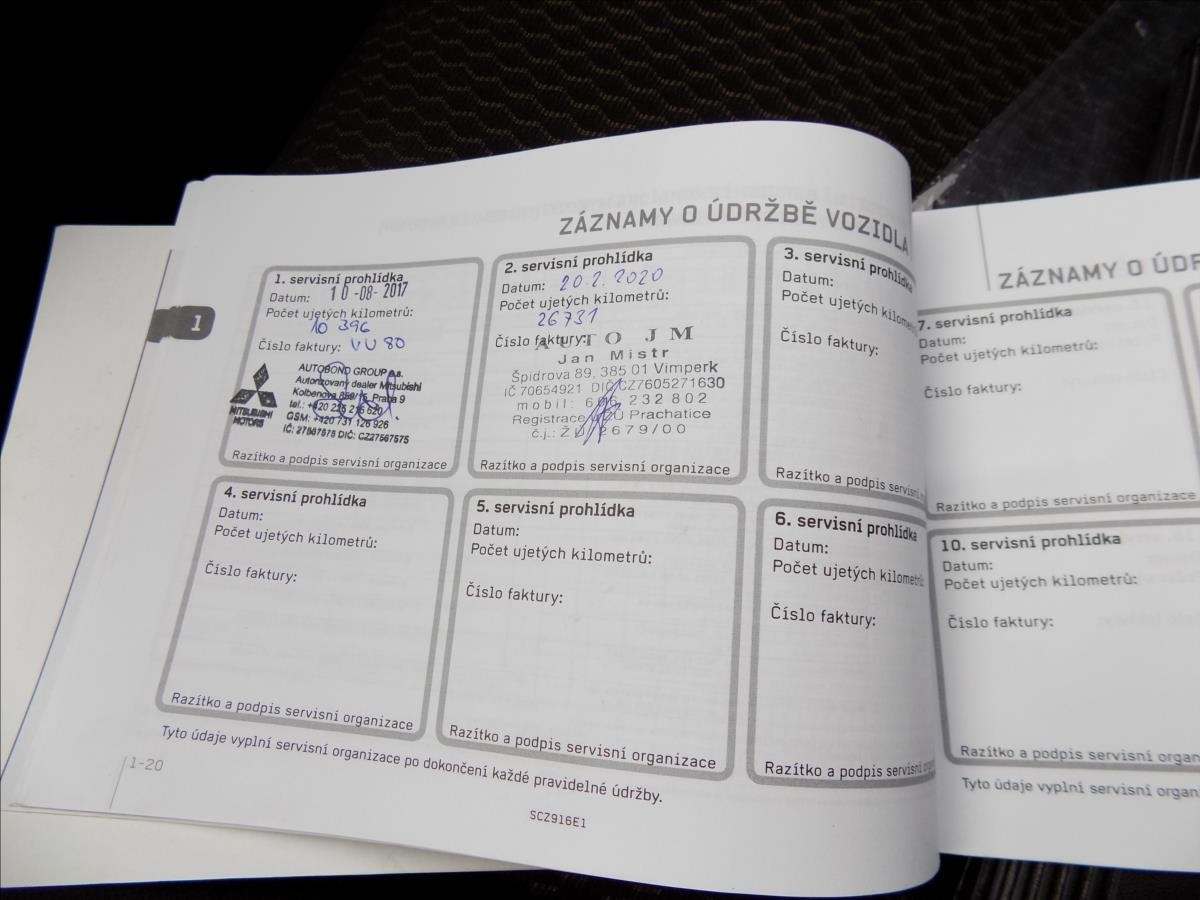 ZÁZNAMY O ÚDRŽBĚ VOZIDLA
1
1. servisní prohlídka
Datum: 10-08-2017
Počet ujetých kilometrů:
10 396
Číslo faktury: VU 80
MITSUBISHI
MOTORS
AUTOBOND GROUP a.s.
Autorizovaný dealer Mitsubishi
Kolbenova 859/15, Praha 9
GSM: +420 731 126 926
IČ: 27567575 DIČ: CZ27567575
Razítko a podpis servisní organizace
2. servisní prohlídka
Datum: 20.2.2020
Počet ujetých kilometrů:
26731
Číslo faktury:
AUTO JM
Jan Mistr
Špidrova 89, 385 01 Vimperk
IČ 70654921 DIČ CZ7605271630
mobil: 606 232 802
Registrace ŽÚ Prachatice
č.j.: ŽÚ 2679/00
Razítko a podpis servisní organizace
3. servisní prohlídka
Datum:
Počet ujetých kilometrů
Číslo faktury:
Razítko a podpis servisní
4. servisní prohlídka
Datum:
Počet ujetých kilometrů:
Číslo faktury:
Razítko a podpis servisní organizace
5. servisní prohlídka
Datum:
Počet ujetých kilometrů:
Číslo faktury:
Razítko a podpis servisní organizace
6. servisní prohlídka
Datum:
Počet ujetých kilometrů
Číslo faktury:
Razítko a podpis servisní
Tyto údaje vyplní servisní organizace po dokončení každé pravidelné údržby.
1-20
SCZ916E1
ZÁZNAMY O ÚDR
7. servisní prohlídka
Datum:
Počet ujetých kilometrů:
Číslo faktury:
Razítko a podpis servisní organizace
10. servisní prohlídka
Datum:
Počet ujetých kilometrů:
Číslo faktury:
Razítko a podpis servisní organ
Tyto údaje vyplní servisní organi